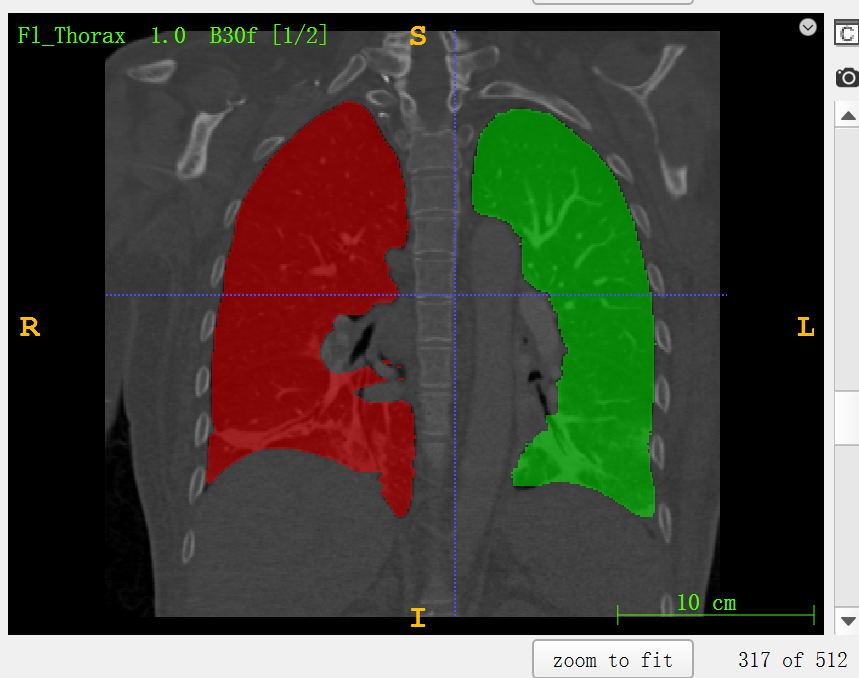 Fl_Thorax 1.0 B30f [1/2]
S
C
R
L
10 cm
I
zoom to fit
317 of 512